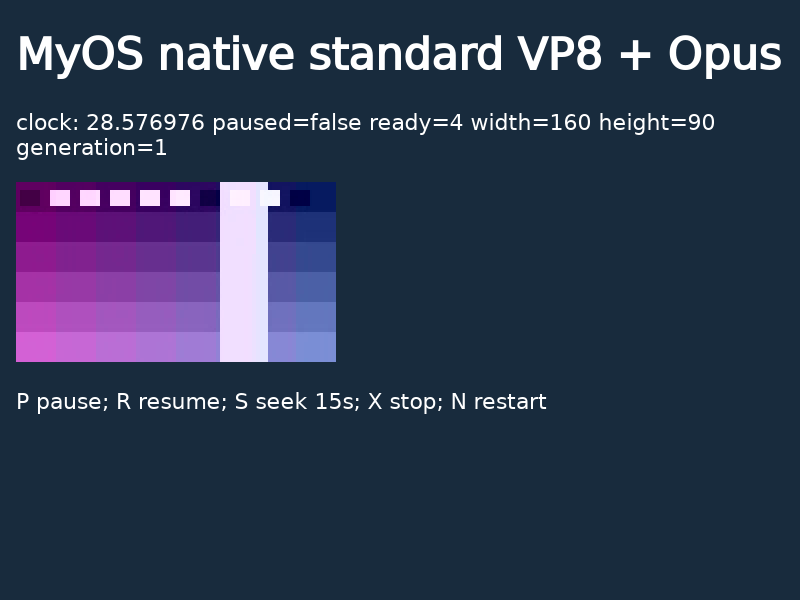 MyOS native standard VP8 + Opus
clock: 28.576976 paused=false ready=4 width=160 height=90
generation=1
P pause; R resume; S seek 15s; X stop; N restart